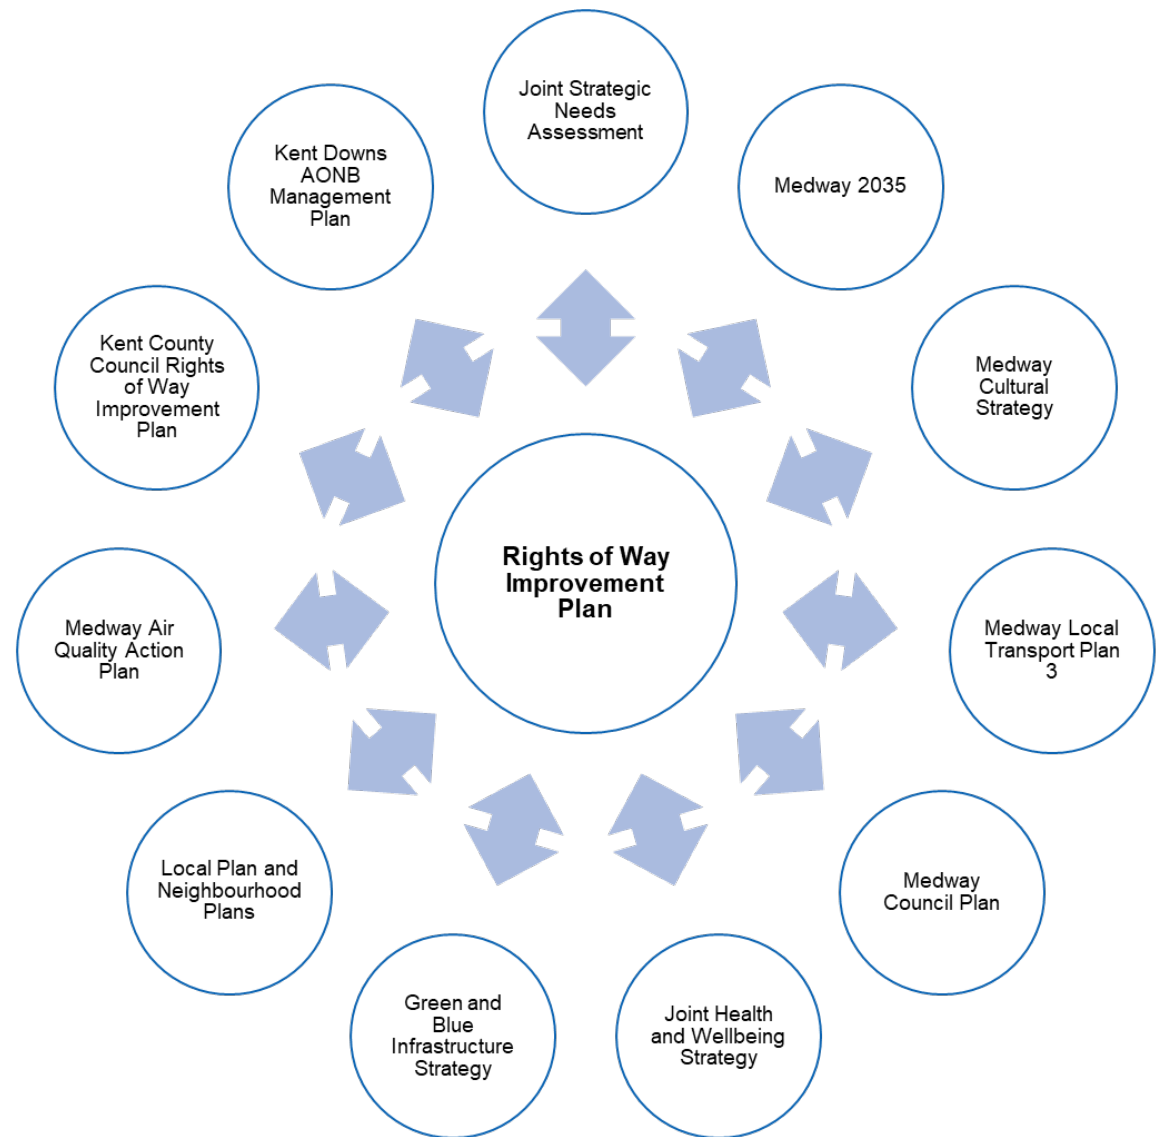 Joint Strategic
Needs
Assessment
Medway 2035
Medway
Cultural
Strategy
Medway Local
Transport Plan
3
Medway
Council Plan
Joint Health
and Wellbeing
Strategy
Green and
Blue
Infrastructure
Strategy
Local Plan and
Neighbourhood
Plans
Medway Air
Quality Action
Plan
Kent County
Council Rights
of Way
Improvement
Plan
Kent Downs
AONB
Management
Plan
Rights of Way
Improvement
Plan